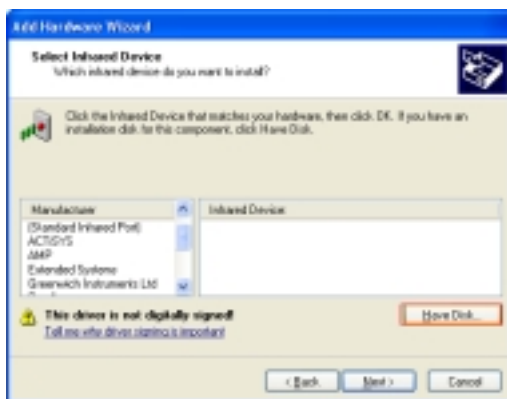 Add Hardware Wizard
Select Infrared Device
Which infrared device do you want to install?
Click the Infrared Device that matches your hardware, then click OK. If you have an
installation disk for this component, click Have Disk.
Manufacturer
Infrared Device
(Standard Infrared Port)
ACTiSYS
AMP
Extended Systems
Greenwich Instruments Ltd
This driver is not digitally signed!
Tell me why driver signing is important
Have Disk...
< Back
Next >
Cancel